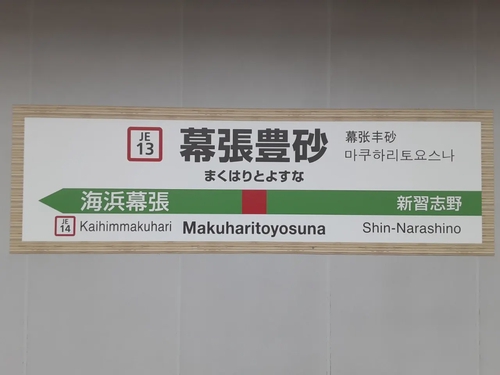 JE
13
幕張豊砂
幕张丰砂
마쿠하리토요스나
まくはりとよすな
海浜幕張
新習志野
JE
14
Kaihimmakuhari
Makuharitoyosuna
Shin-Narashino